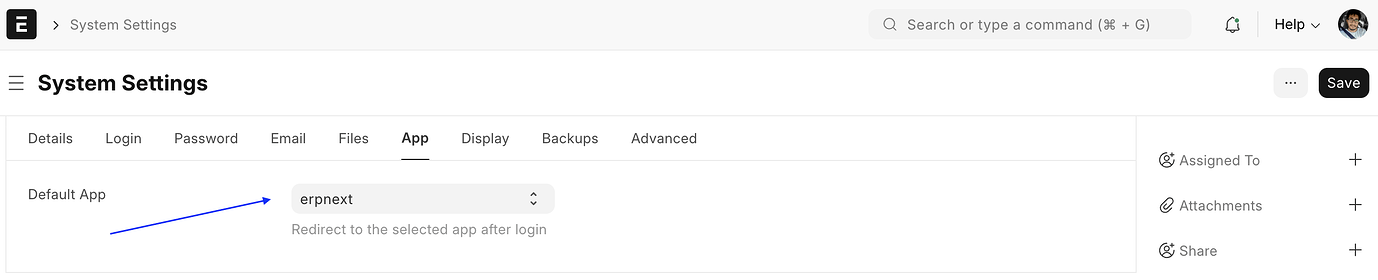 E > System Settings
Search or type a command (⌘ + G)
Help
System Settings
...
Save
Details
Login
Password
Email
Files
App
Display
Backups
Advanced
Default App
erpnext
Redirect to the selected app after login
Assigned To +
Attachments +
Share +